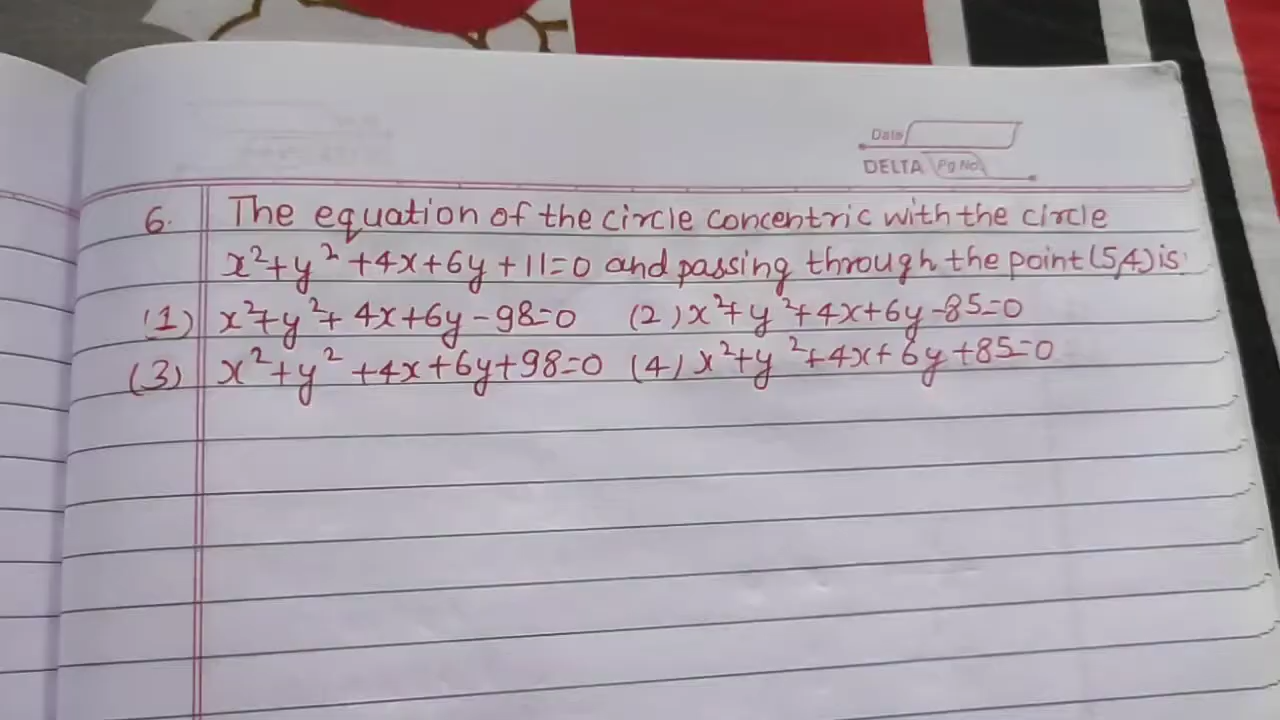 Date
DELTA Pg No
6. The equation of the circle concentric with the circle
x²+y²+4x+6y+11=0 and passing through the point (5,4) is
(1) x²+y²+4x+6y-98=0 (2) x²+y²+4x+6y-85=0
(3) x²+y²+4x+6y+98=0 (4) x²+y²+4x+6y+85=0